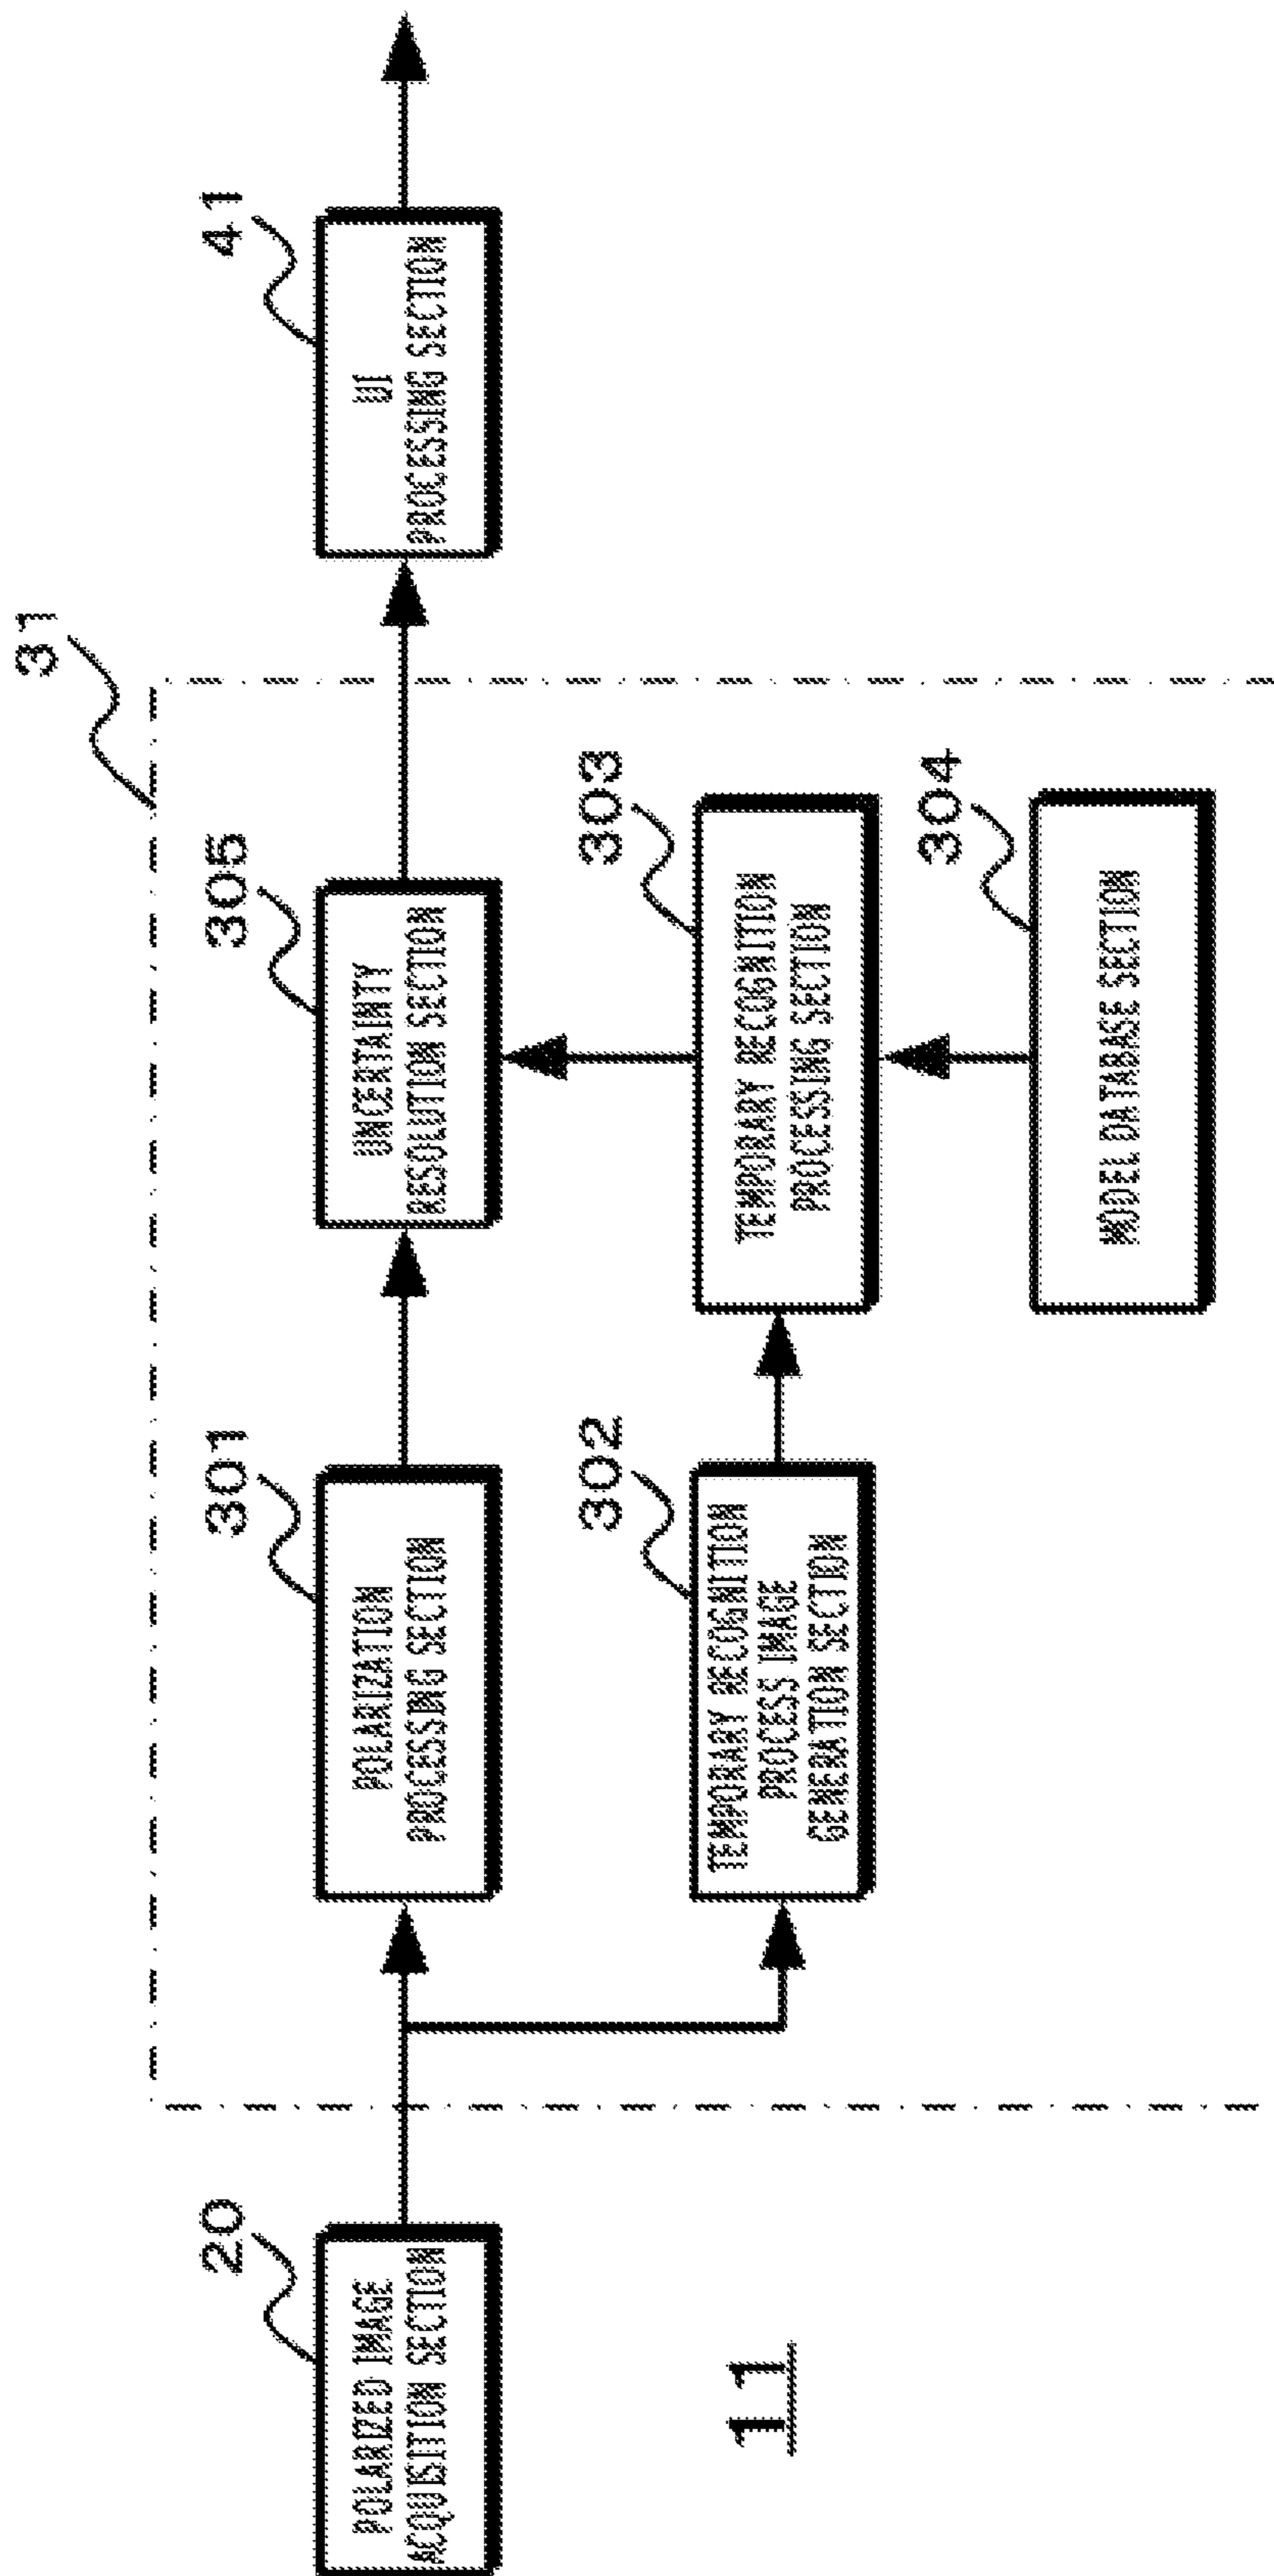 31
20
POLARIZED IMAGE
ACQUISITION SECTION
301
POLARIZATION
PROCESSING SECTION
305
UNCERTAINTY
RESOLUTION SECTION
41
UI
PROCESSING SECTION
302
TEMPORARY RECOGNITION
PROCESS IMAGE
GENERATION SECTION
303
TEMPORARY RECOGNITION
PROCESSING SECTION
304
MODEL DATABASE SECTION
11